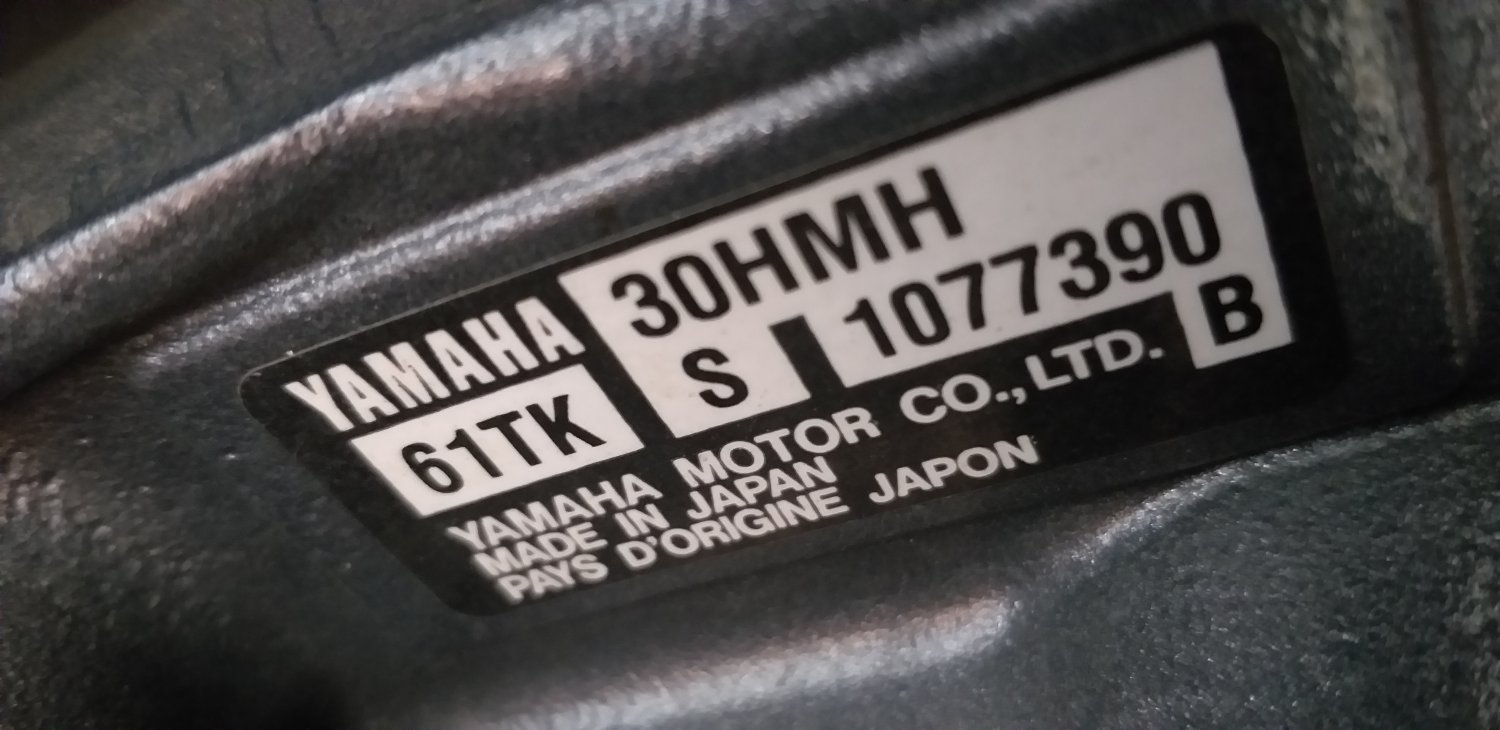 YAMAHA 30HMH
61TK S 1077390
YAMAHA MOTOR CO.,LTD. B
MADE IN JAPAN
PAYS D'ORIGINE JAPON